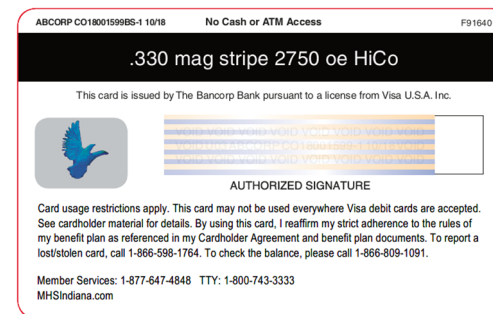 ABCORP CO18001599BS-1 10/18 No Cash or ATM Access F91640
.330 mag stripe 2750 oe HiCo
This card is issued by The Bancorp Bank pursuant to a license from Visa U.S.A. Inc.
VOID VOID VOID VOID VOID VOID VOID
AUTHORIZED SIGNATURE
Card usage restrictions apply. This card may not be used everywhere Visa debit cards are accepted.
See cardholder material for details. By using this card, I reaffirm my strict adherence to the rules of
my benefit plan as referenced in my Cardholder Agreement and benefit plan documents. To report a
lost/stolen card, call 1-866-598-1764. To check the balance, please call 1-866-809-1091.
Member Services: 1-877-647-4848 TTY: 1-800-743-3333
MHSIndiana.com